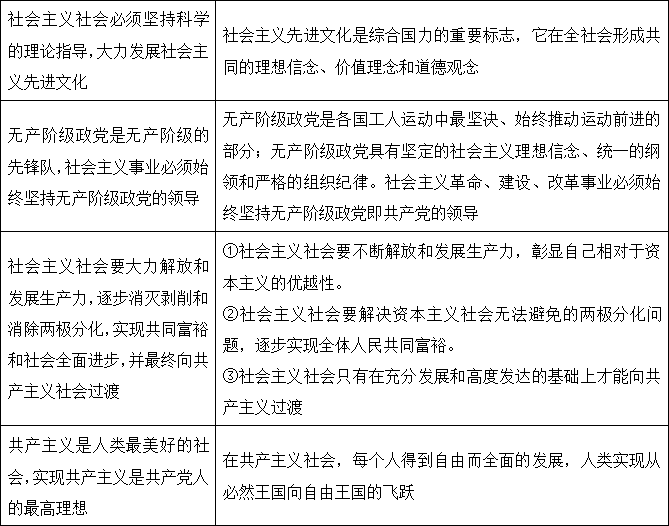 社会主义社会必须坚持科学
的理论指导,大力发展社会主
义先进文化
社会主义先进文化是综合国力的重要标志，它在全社会形成共
同的理想信念、价值理念和道德观念
无产阶级政党是无产阶级的
先锋队,社会主义事业必须始
终坚持无产阶级政党的领导
无产阶级政党是各国工人运动中最坚决、始终推动运动前进的
部分；无产阶级政党具有坚定的社会主义理想信念、统一的纲
领和严格的组织纪律。社会主义革命、建设、改革事业必须始
终坚持无产阶级政党即共产党的领导
社会主义社会要大力解放和
发展生产力,逐步消灭剥削和
消除两极分化,实现共同富裕
和社会全面进步,并最终向共
产主义社会过渡
①社会主义社会要不断解放和发展生产力，彰显自己相对于资
本主义的优越性。
②社会主义社会要解决资本主义社会无法避免的两极分化问
题，逐步实现全体人民共同富裕。
③社会主义社会只有在充分发展和高度发达的基础上才能向共
产主义过渡
共产主义是人类最美好的社
会,实现共产主义是共产党人
的最高理想
在共产主义社会，每个人得到自由而全面的发展，人类实现从
必然王国向自由王国的飞跃